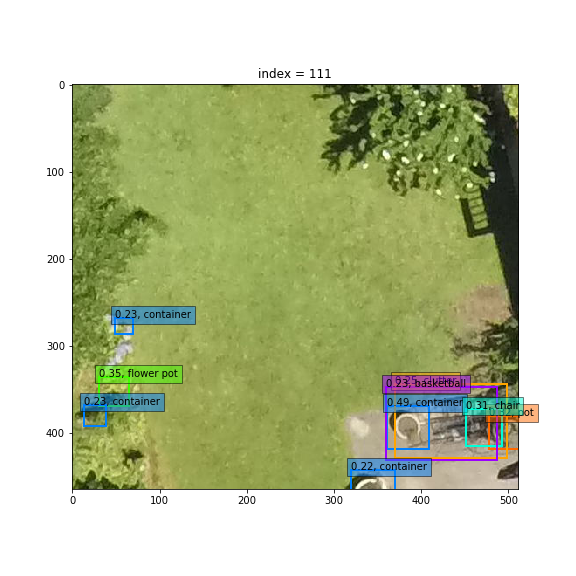 index = 111
0
100
200
300
400
0.23, container
0.35, flower pot
0.23, container
0.23, basketball
0.49, container
0.31, chair
pot
0.22, container
0
100
200
300
400
500